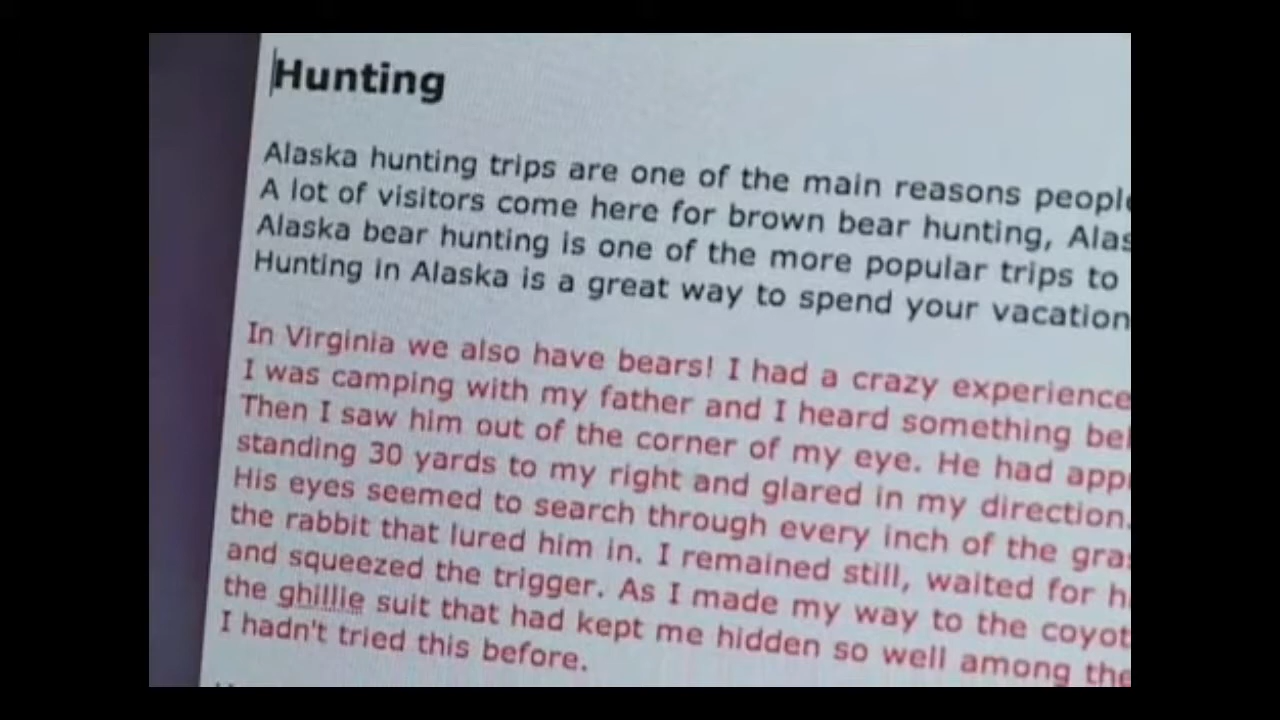 Hunting
Alaska hunting trips are one of the main reasons people
A lot of visitors come here for brown bear hunting,
Alaska bear hunting is one of the more popular trips to
Hunting in Alaska is a great way to spend your vacation
In Virginia we also have bears! I had a crazy experience
I was camping with my father and I heard something
Then I saw him out of the corner of my eye. He had
standing 30 yards to my right and glared in my direction.
His eyes seemed to search through every inch of the
the rabbit that lured him in. I remained still, waited for
and squeezed the trigger. As I made my way to the
the ghillie suit that had kept me hidden so well among the
I hadn't tried this before.